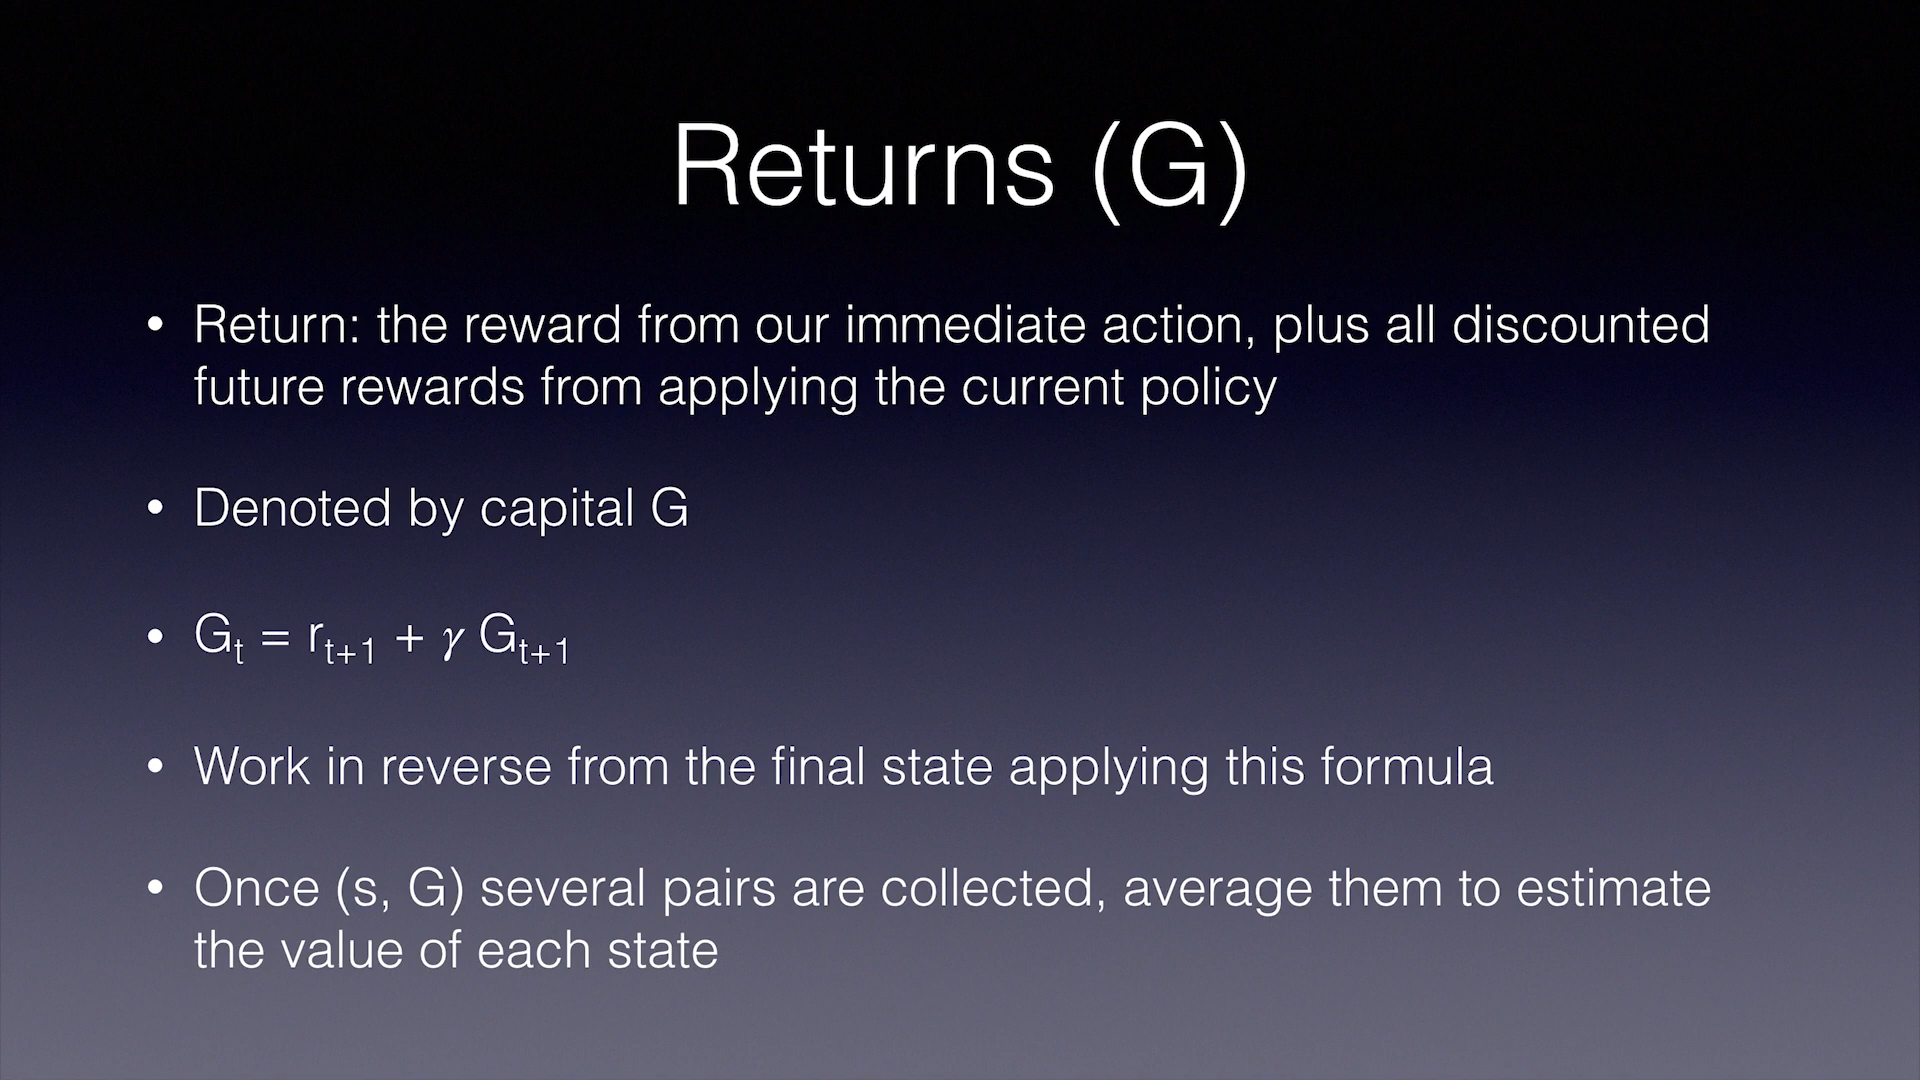 Returns (G)
• Return: the reward from our immediate action, plus all discounted
future rewards from applying the current policy
• Denoted by capital G
• Gₜ = rₜ₊₁ + γ Gₜ₊₁
• Work in reverse from the final state applying this formula
• Once (s, G) several pairs are collected, average them to estimate
the value of each state